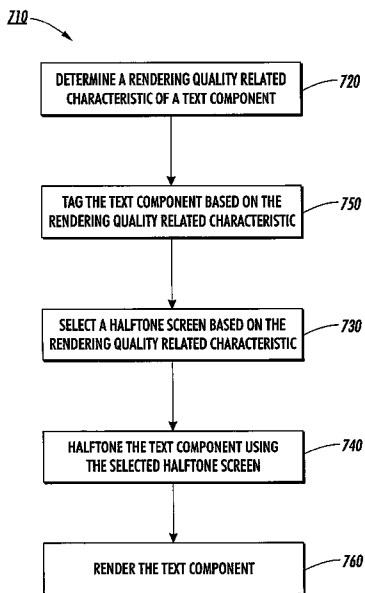 710
DETERMINE A RENDERING QUALITY RELATED
CHARACTERISTIC OF A TEXT COMPONENT
720
TAG THE TEXT COMPONENT BASED ON THE
RENDERING QUALITY RELATED CHARACTERISTIC
750
SELECT A HALFTONE SCREEN BASED ON THE
RENDERING QUALITY RELATED CHARACTERISTIC
730
HALFTONE THE TEXT COMPONENT USING
THE SELECTED HALFTONE SCREEN
740
RENDER THE TEXT COMPONENT
760